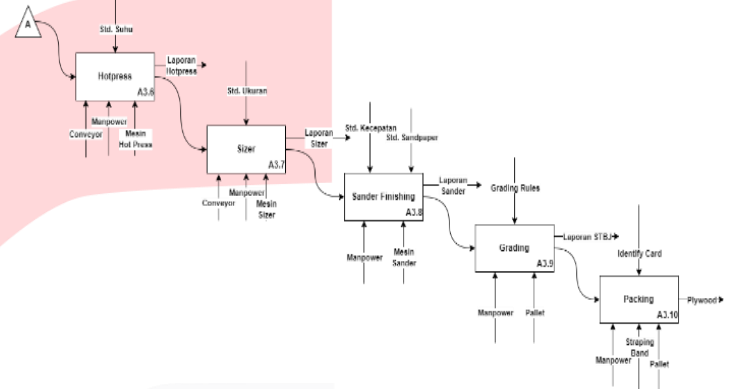 A
Std. Suhu
Laporan
Hotpress
Hotpress
A3.6
Conveyor
Manpower
Mesin
Hot Press
Std. Ukuran
Laporan
Sizer
Sizer
A3.7
Conveyor
Manpower
Mesin
Sizer
Std. Kecepatan
Std. Sandpaper
Laporan
Sander
Sander Finishing
A3.8
Manpower
Mesin
Sander
Grading Rules
Laporan STBJ
Grading
A3.9
Manpower
Pallet
Identify Card
Packing
A3.10
Plywood
Manpower
Straping
Band
Pallet